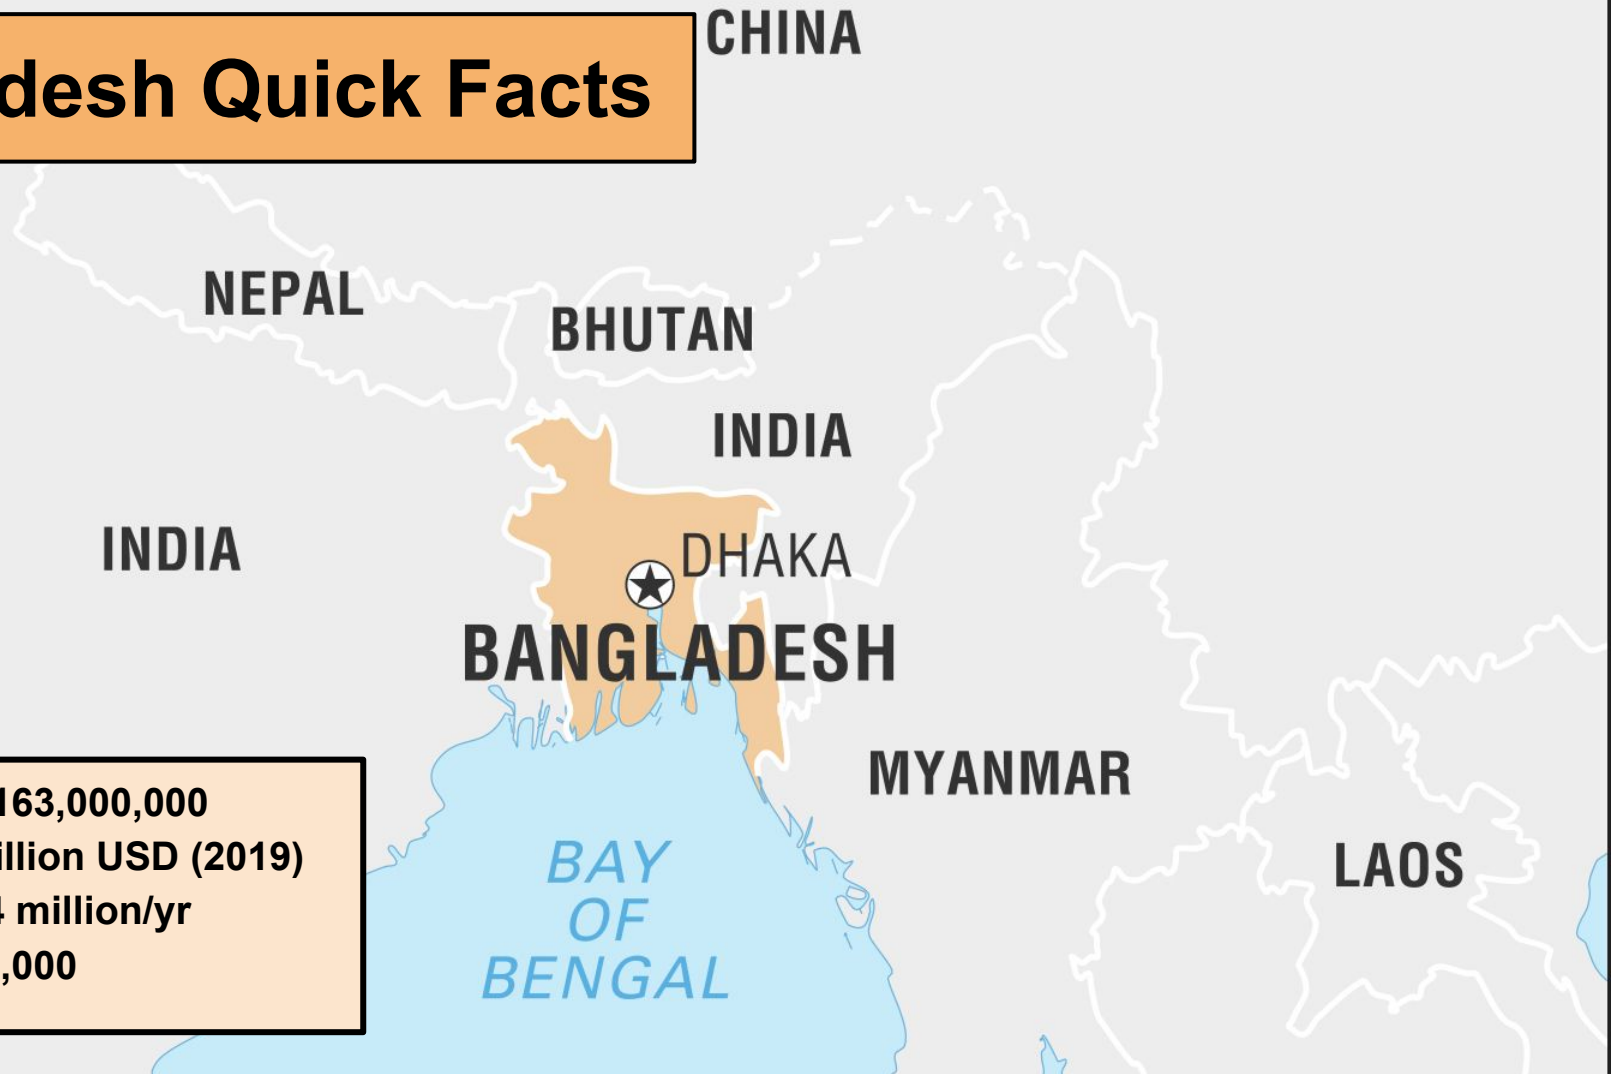 CHINA
desh Quick Facts
NEPAL
BHUTAN
INDIA
INDIA
DHAKA
BANGLADESH
MYANMAR
163,000,000
illion USD (2019)
million/yr
,000
BAY
OF
BENGAL
LAOS